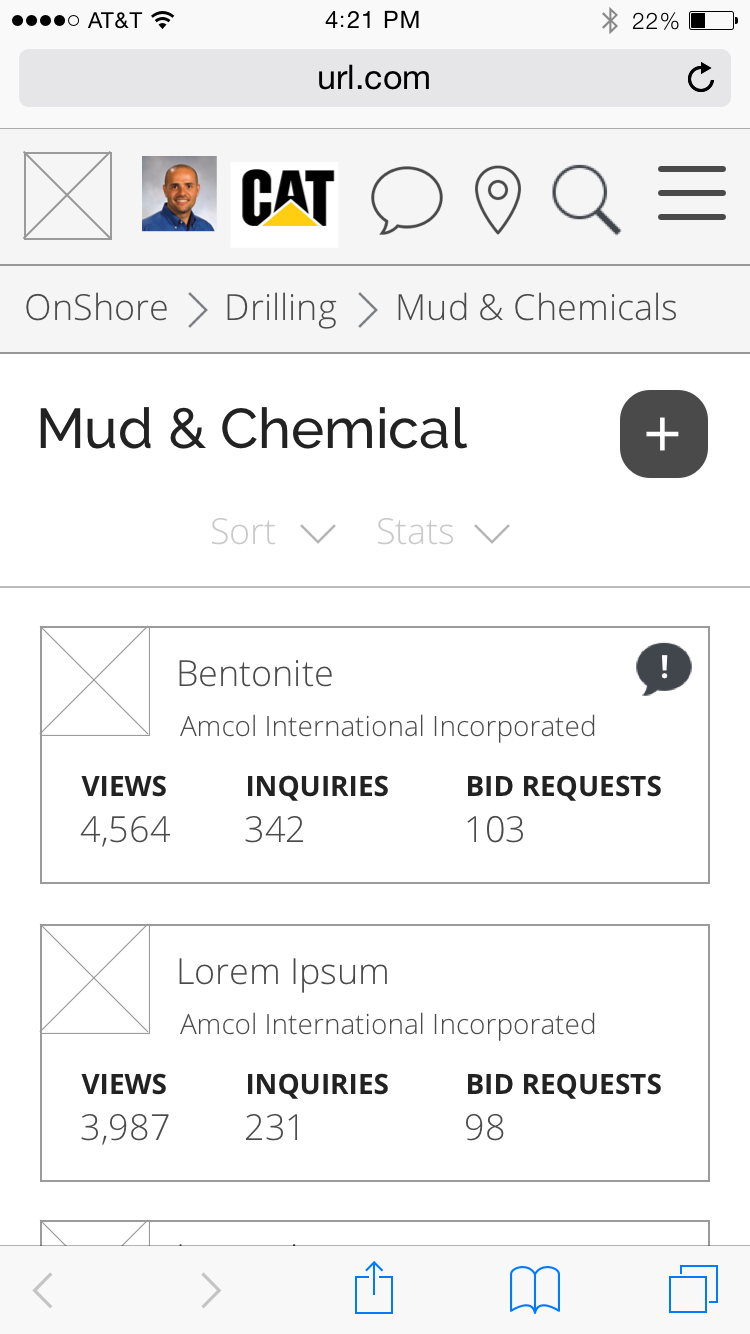 AT&T 4:21 PM 22%
url.com
CAT
OnShore Drilling Mud & Chemicals
Mud & Chemical
+
Sort Stats
Bentonite
!
Amcol International Incorporated
VIEWS INQUIRIES BID REQUESTS
4,564 342 103
Lorem Ipsum
Amcol International Incorporated
VIEWS INQUIRIES BID REQUESTS
3,987 231 98